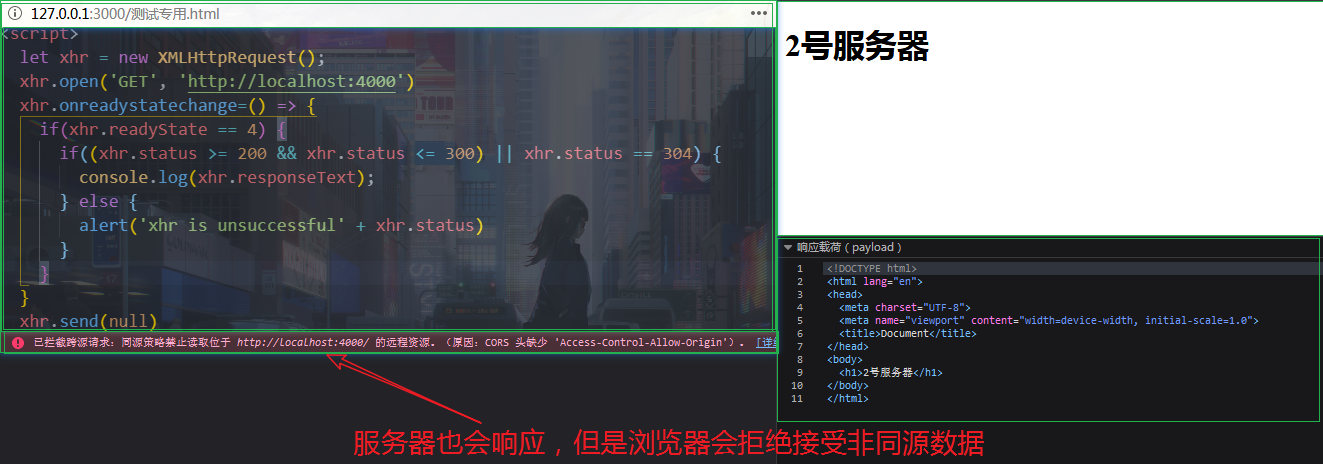 127.0.0.1:3000/测试专用.html
<script>
let xhr = new XMLHttpRequest();
xhr.open('GET', 'http://localhost:4000')
xhr.onreadystatechange=() => {
if(xhr.readyState == 4) {
if((xhr.status >= 200 && xhr.status <= 300) || xhr.status == 304) {
console.log(xhr.responseText);
} else {
alert('xhr is unsuccessful' + xhr.status)
}
}
}
xhr.send(null)
已拦截跨源请求：同源策略禁止读取位于 http://localhost:4000/ 的远程资源。（原因：CORS 头缺少 'Access-Control-Allow-Origin'）。 [详
2号服务器
响应载荷（payload）
1 <!DOCTYPE html>
2 <html lang="en">
3 <head>
4 <meta charset="UTF-8">
5 <meta name="viewport" content="width=device-width, initial-scale=1.0">
6 <title>Document</title>
7 </head>
8 <body>
9 <h1>2号服务器</h1>
10 </body>
11 </html>
服务器也会响应，但是浏览器会拒绝接受非同源数据